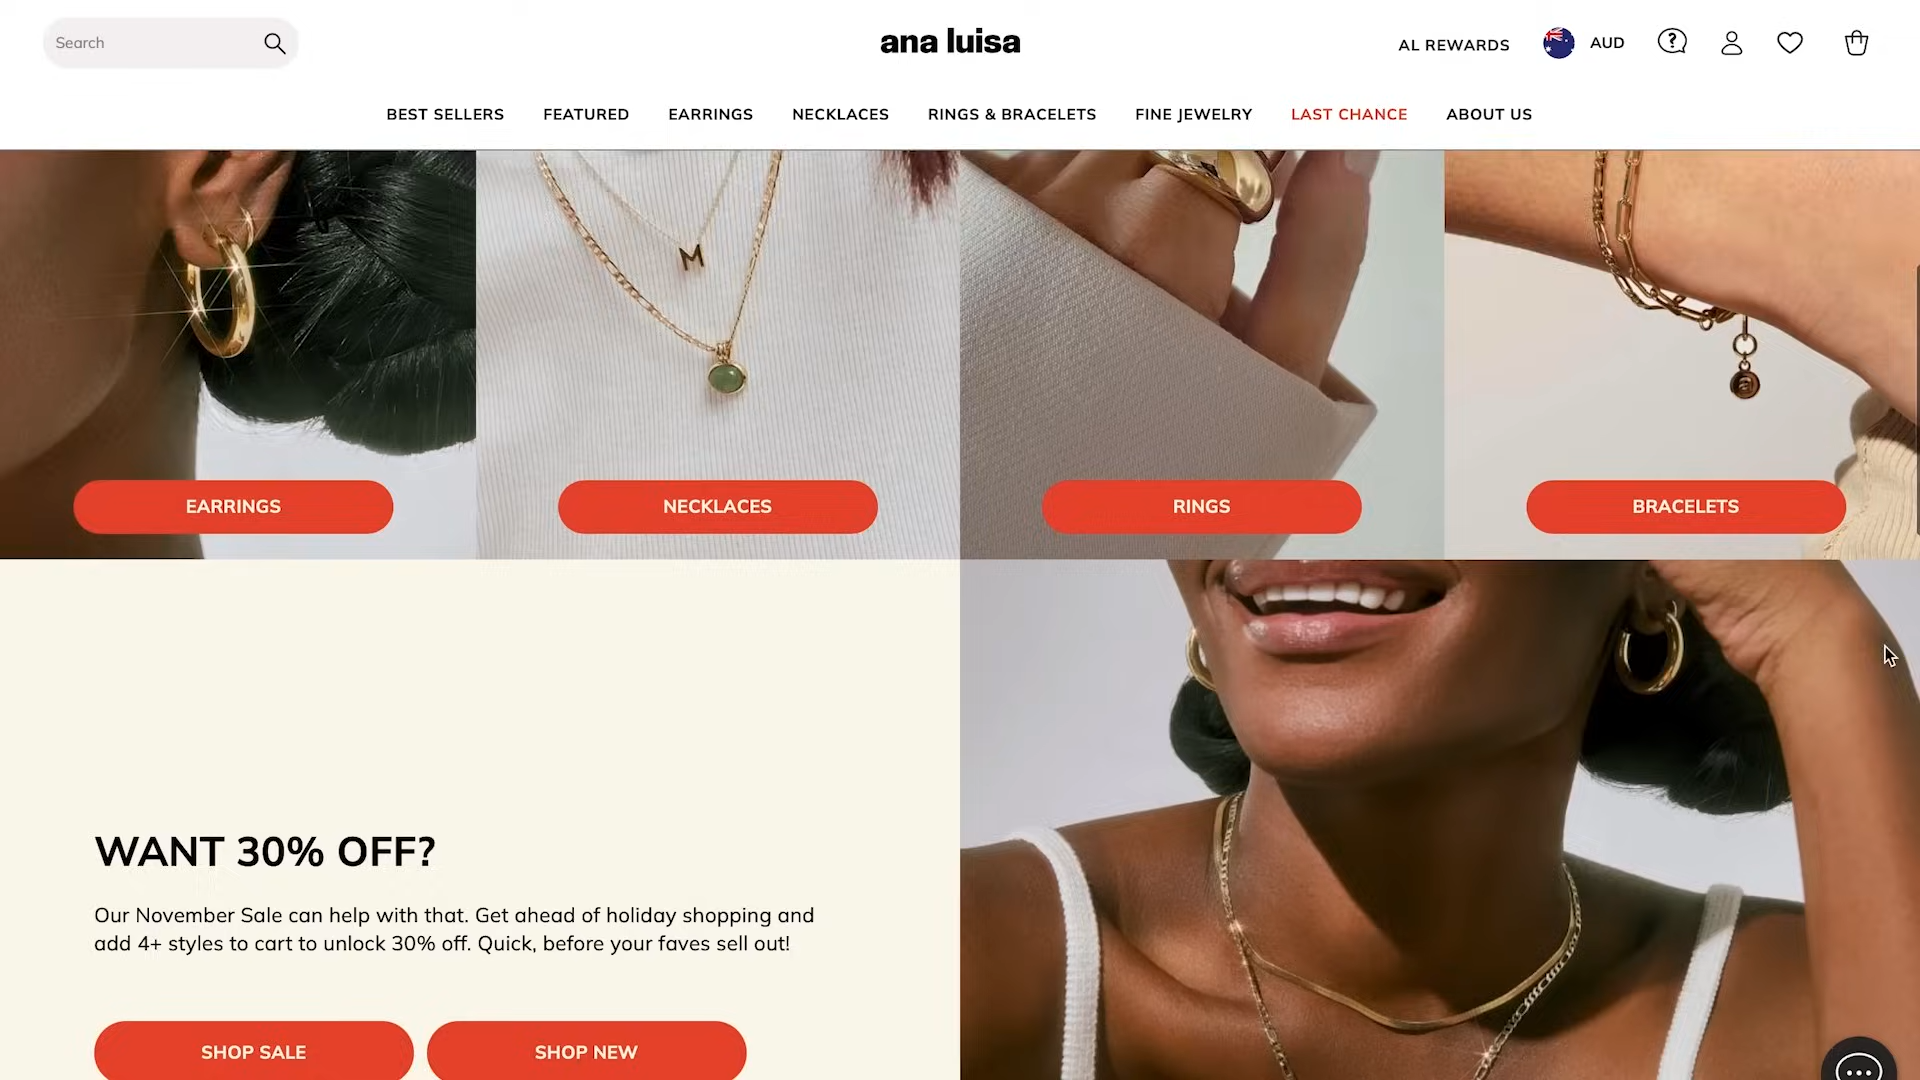 Search
ana luisa
AL REWARDS
AUD
BEST SELLERS
FEATURED
EARRINGS
NECKLACES
RINGS & BRACELETS
FINE JEWELRY
LAST CHANCE
ABOUT US
M
a
EARRINGS
NECKLACES
RINGS
BRACELETS
WANT 30% OFF?
Our November Sale can help with that. Get ahead of holiday shopping and
add 4+ styles to cart to unlock 30% off. Quick, before your faves sell out!
SHOP SALE
SHOP NEW